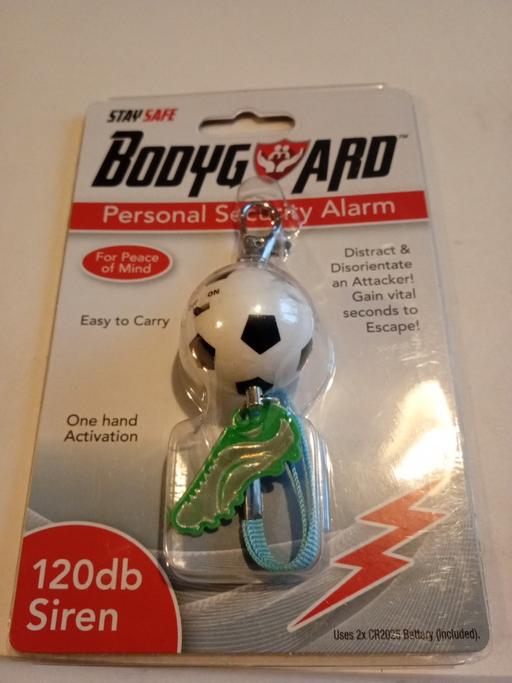 STAY SAFE
BODYGUARD™
Personal Security Alarm
For Peace
of Mind
Distract &
Disorientate
an Attacker!
Gain vital
seconds to
Escape!
ON
Easy to Carry
One hand
Activation
120db
Siren
Uses 2x CR2025 Battery (Included).